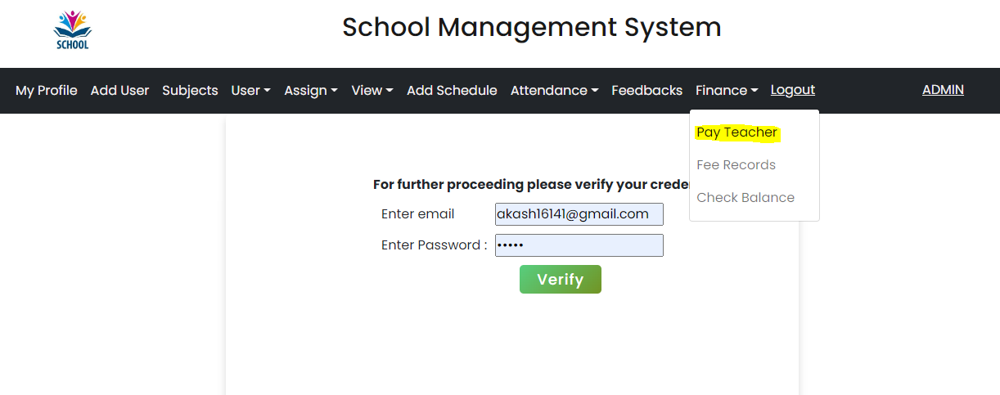 SCHOOL
School Management System
My Profile Add User Subjects User Assign View Add Schedule Attendance Feedbacks Finance Logout ADMIN
Pay Teacher
Fee Records
For further proceeding please verify your crede
Check Balance
Enter email akash16141@gmail.com
Enter Password : •••••
Verify